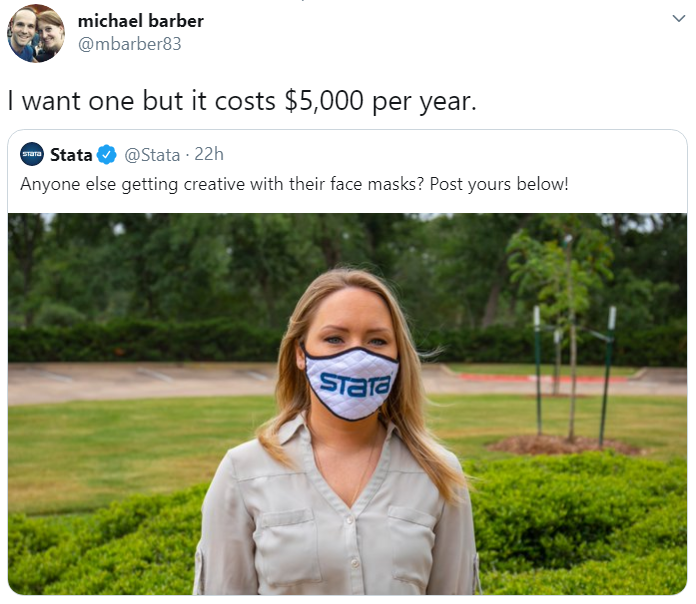 michael barber
@mbarber83
I want one but it costs $5,000 per year.
STATA
Stata @Stata · 22h
Anyone else getting creative with their face masks? Post yours below!
STATA